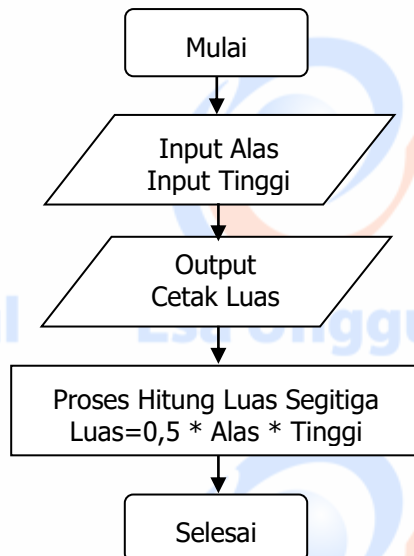 Mulai
Input Alas
Input Tinggi
Output
Cetak Luas
Proses Hitung Luas Segitiga
Luas=0,5 * Alas * Tinggi
Selesai